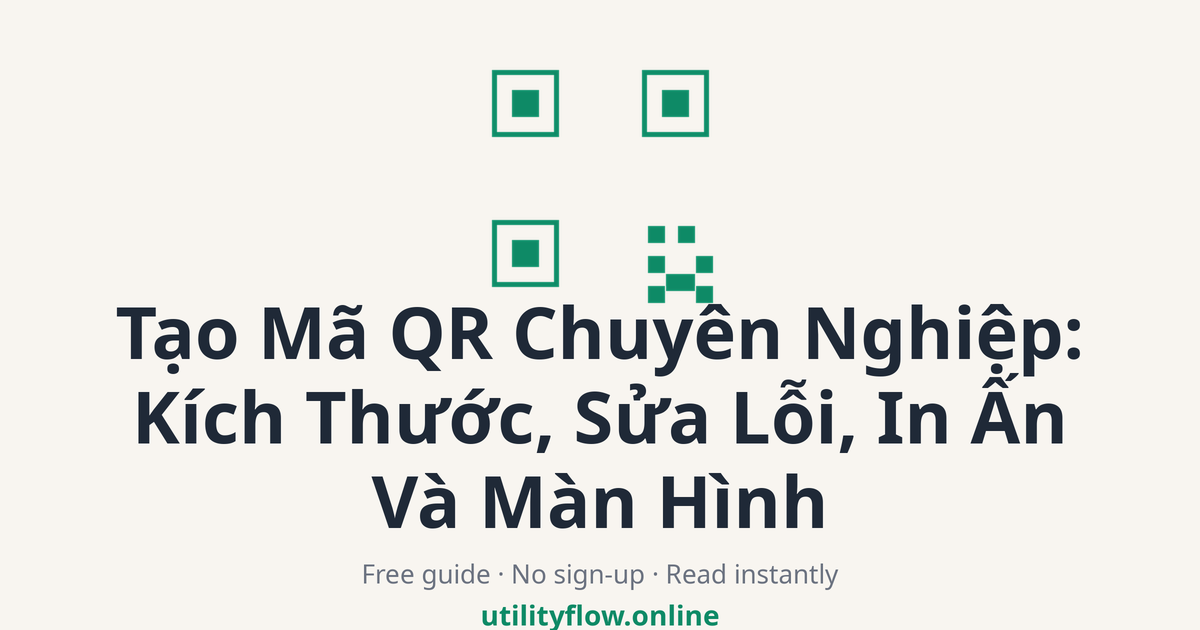 Tạo Mã QR Chuyên Nghiệp:
Kích Thước, Sửa Lỗi, In Ấn
Và Màn Hình
Free guide · No sign-up · Read instantly
utilityflow.online